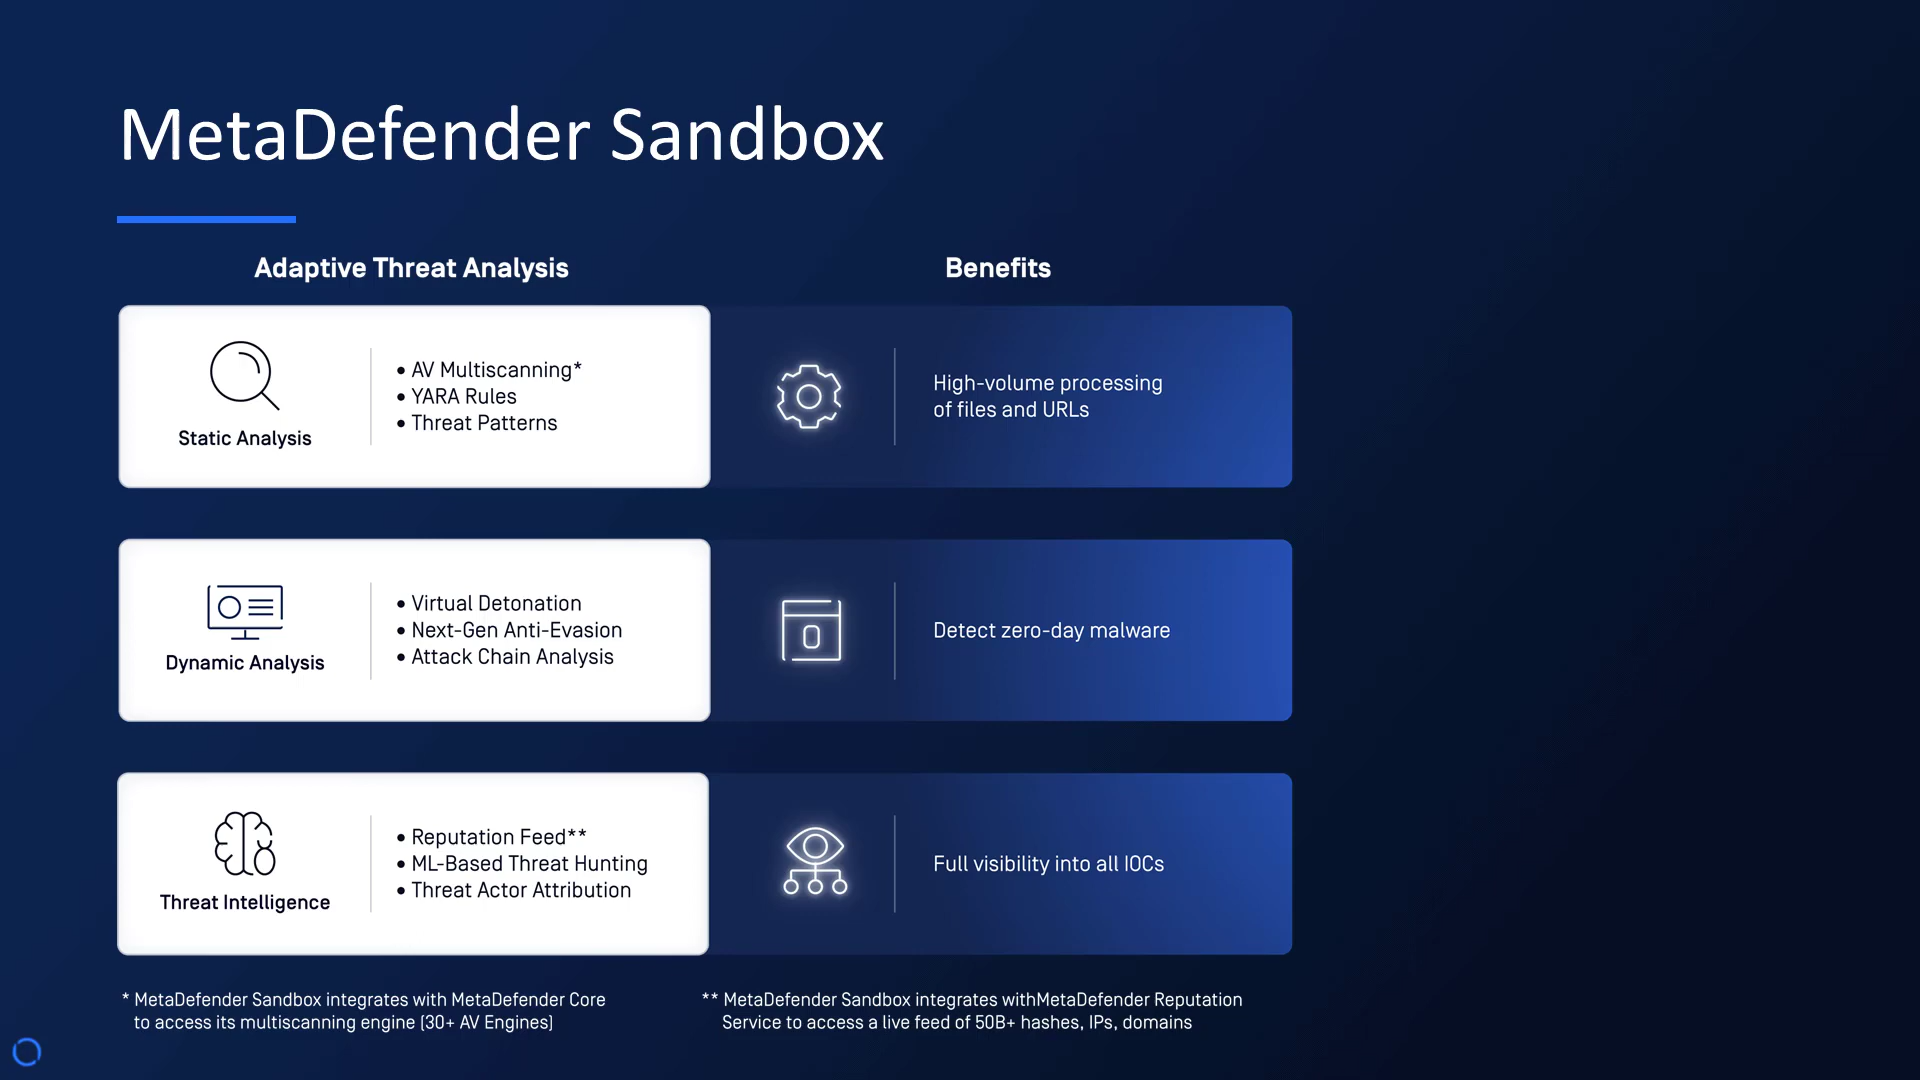 MetaDefender Sandbox
Adaptive Threat Analysis
Benefits
Static Analysis
• AV Multiscanning*
• YARA Rules
• Threat Patterns
High-volume processing
of files and URLs
Dynamic Analysis
• Virtual Detonation
• Next-Gen Anti-Evasion
• Attack Chain Analysis
Detect zero-day malware
Threat Intelligence
• Reputation Feed**
• ML-Based Threat Hunting
• Threat Actor Attribution
Full visibility into all IOCs
* MetaDefender Sandbox integrates with MetaDefender Core
to access its multiscanning engine (30+ AV Engines)
** MetaDefender Sandbox integrates withMetaDefender Reputation
Service to access a live feed of 50B+ hashes, IPs, domains